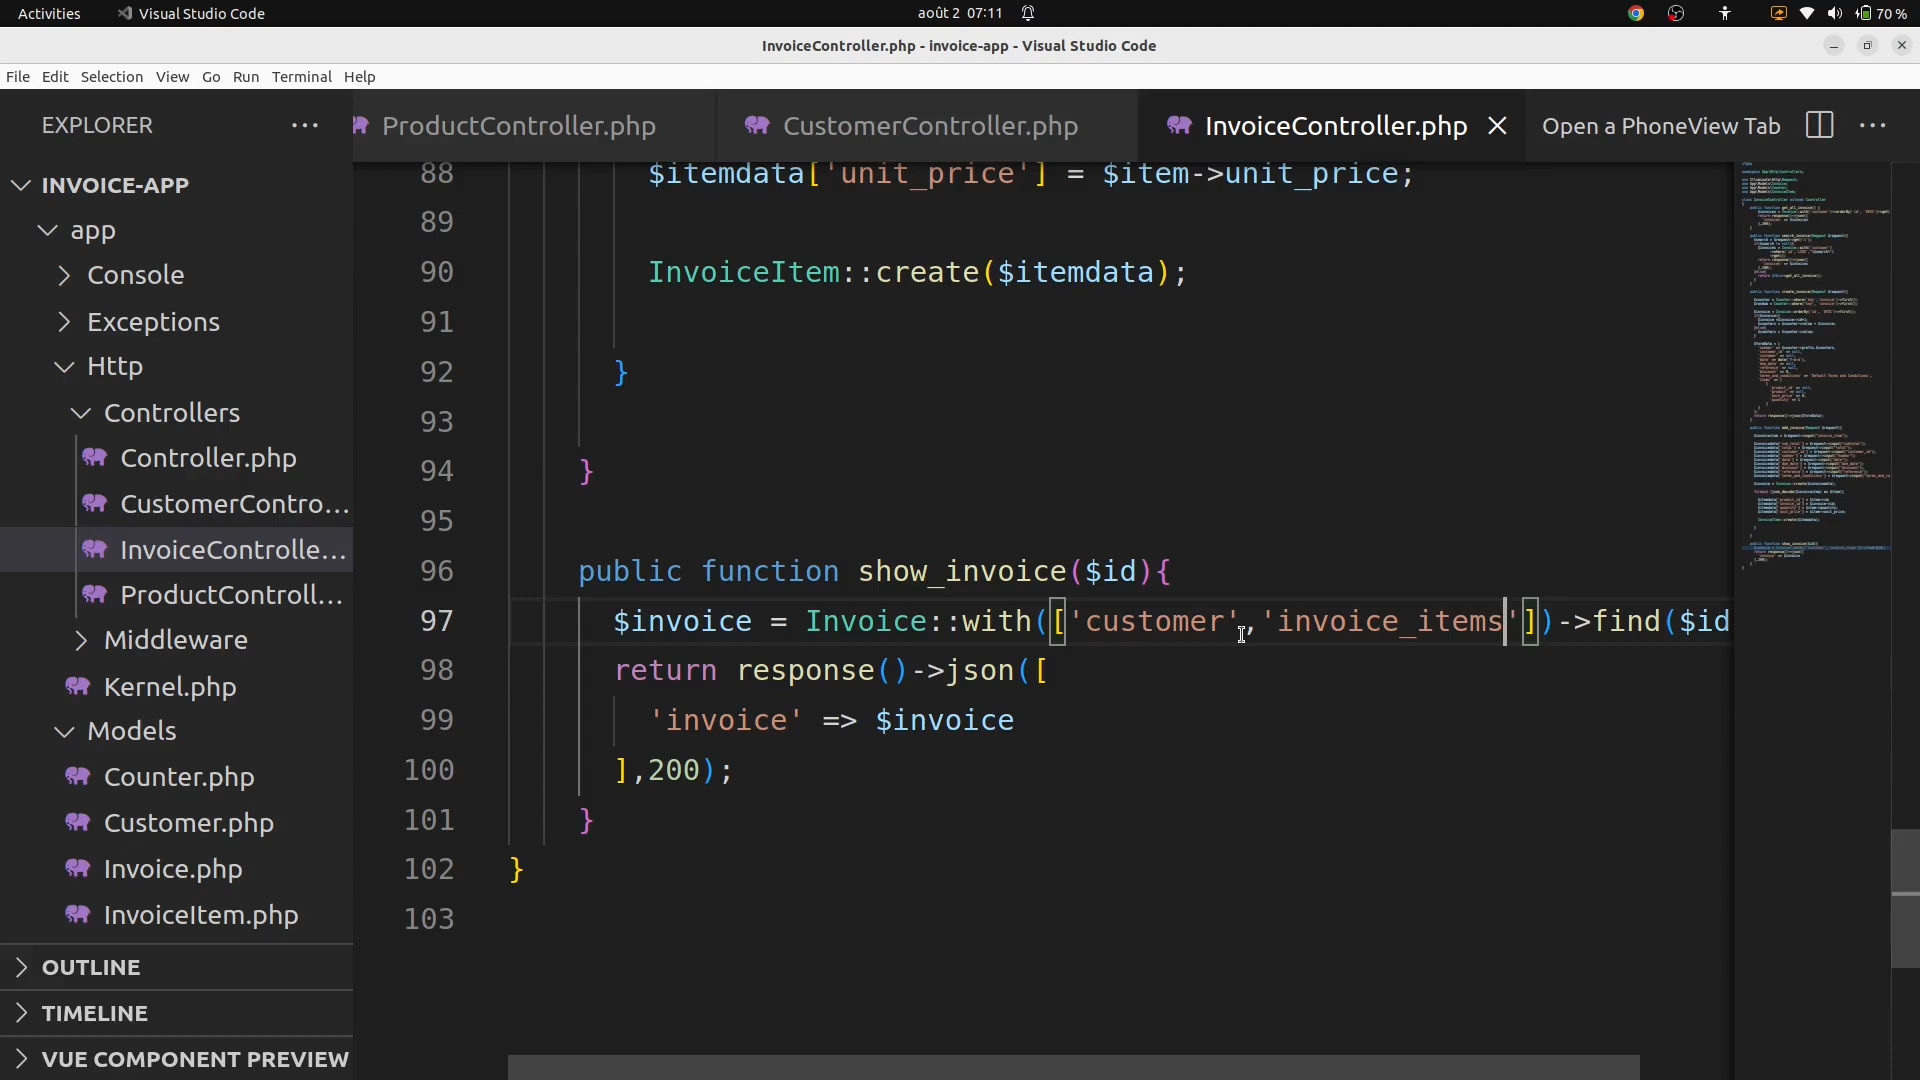 Activities
Visual Studio Code
août 2 07:11
70 %
InvoiceController.php - invoice-app - Visual Studio Code
File Edit Selection View Go Run Terminal Help
EXPLORER
ProductController.php
CustomerController.php
InvoiceController.php
Open a PhoneView Tab
INVOICE-APP
app
Console
Exceptions
Http
Controllers
Controller.php
CustomerContro...
InvoiceControlle...
ProductControll...
Middleware
Kernel.php
Models
Counter.php
Customer.php
Invoice.php
InvoiceItem.php
OUTLINE
TIMELINE
VUE COMPONENT PREVIEW
88 $itemdata['unit_price'] = $item->unit_price;
89
90 InvoiceItem::create($itemdata);
91
92 }
93
94 }
95
96 public function show_invoice($id){
97 $invoice = Invoice::with(['customer','invoice_items'])->find($id
98 return response()->json([
99 'invoice' => $invoice
100 ],200);
101 }
102 }
103